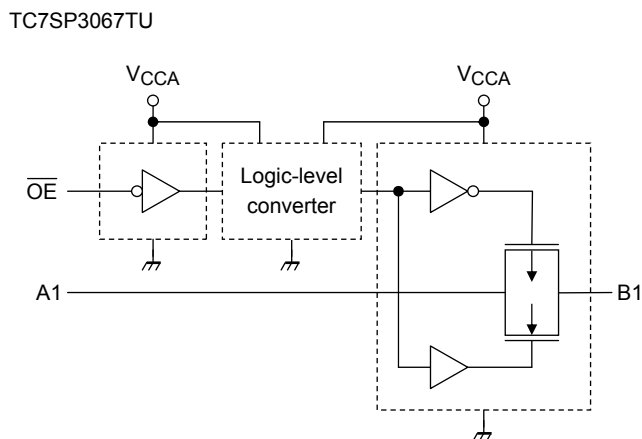 TC7SP3067TU
VCCA
VCCA
OE
Logic-level
converter
A1
B1